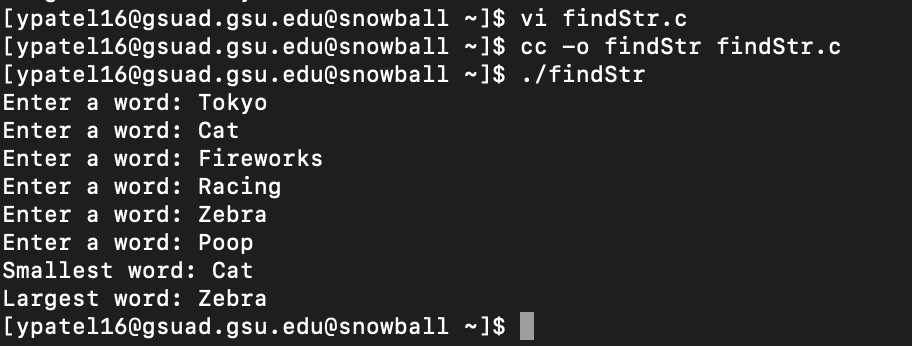 [ypatel16@gsuad.gsu.edu@snowball ~]$ vi findStr.c
[ypatel16@gsuad.gsu.edu@snowball ~]$ cc -o findStr findStr.c
[ypatel16@gsuad.gsu.edu@snowball ~]$ ./findStr
Enter a word: Tokyo
Enter a word: Cat
Enter a word: Fireworks
Enter a word: Racing
Enter a word: Zebra
Enter a word: Poop
Smallest word: Cat
Largest word: Zebra
[ypatel16@gsuad.gsu.edu@snowball ~]$